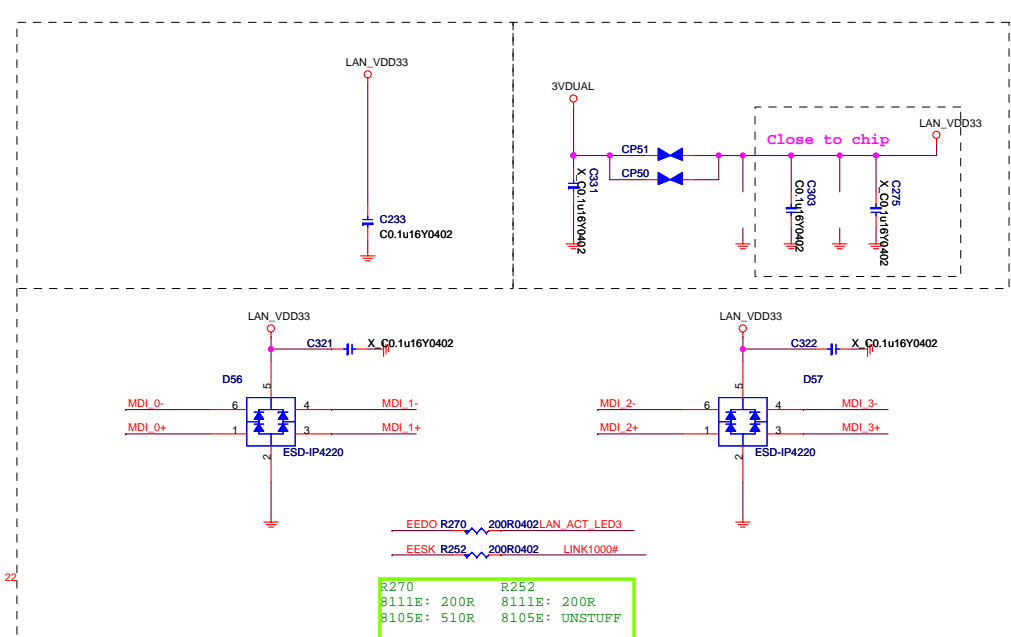 LAN_VDD33
C233
C0.1u16Y0402
3VDUAL
LAN_VDD33
Close to chip
CP51
CP50
C331
X_C0.1u16Y0402
C303
C0.1u16Y0402
C275
X_C0.1u16Y0402
LAN_VDD33
C321
X_C0.1u16Y0402
D56
5
MDI_0-
6
4
MDI_1-
MDI_0+
1
3
MDI_1+
2
ESD-IP4220
LAN_VDD33
C322
X_C0.1u16Y0402
D57
5
MDI_2-
6
4
MDI_3-
MDI_2+
1
3
MDI_3+
2
ESD-IP4220
EEDO R270 200R0402 LAN_ACT_LED3
EESK R252 200R0402 LINK1000#
22
R270 R252
8111E: 200R 8111E: 200R
8105E: 510R 8105E: UNSTUFF